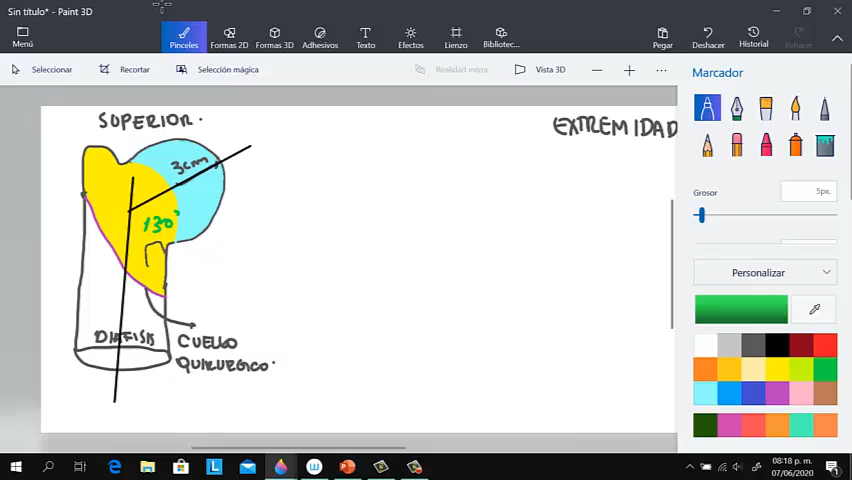 Sin título* - Paint 3D
Menú
Pinceles
Formas 2D
Formas 3D
Adhesivos
Texto
Efectos
Lienzo
Bibliotec...
Pegar
Deshacer
Historial
Rehacer
Seleccionar
Recortar
Selección mágica
Realidad mixta
Vista 3D
Marcador
Grosor
5px.
Personalizar
SUPERIOR.
EXTREMIDAD
3cm
130°
DIAFISIS
CUELLO
QUIRURGICO.
08:18 p. m.
07/06/2020